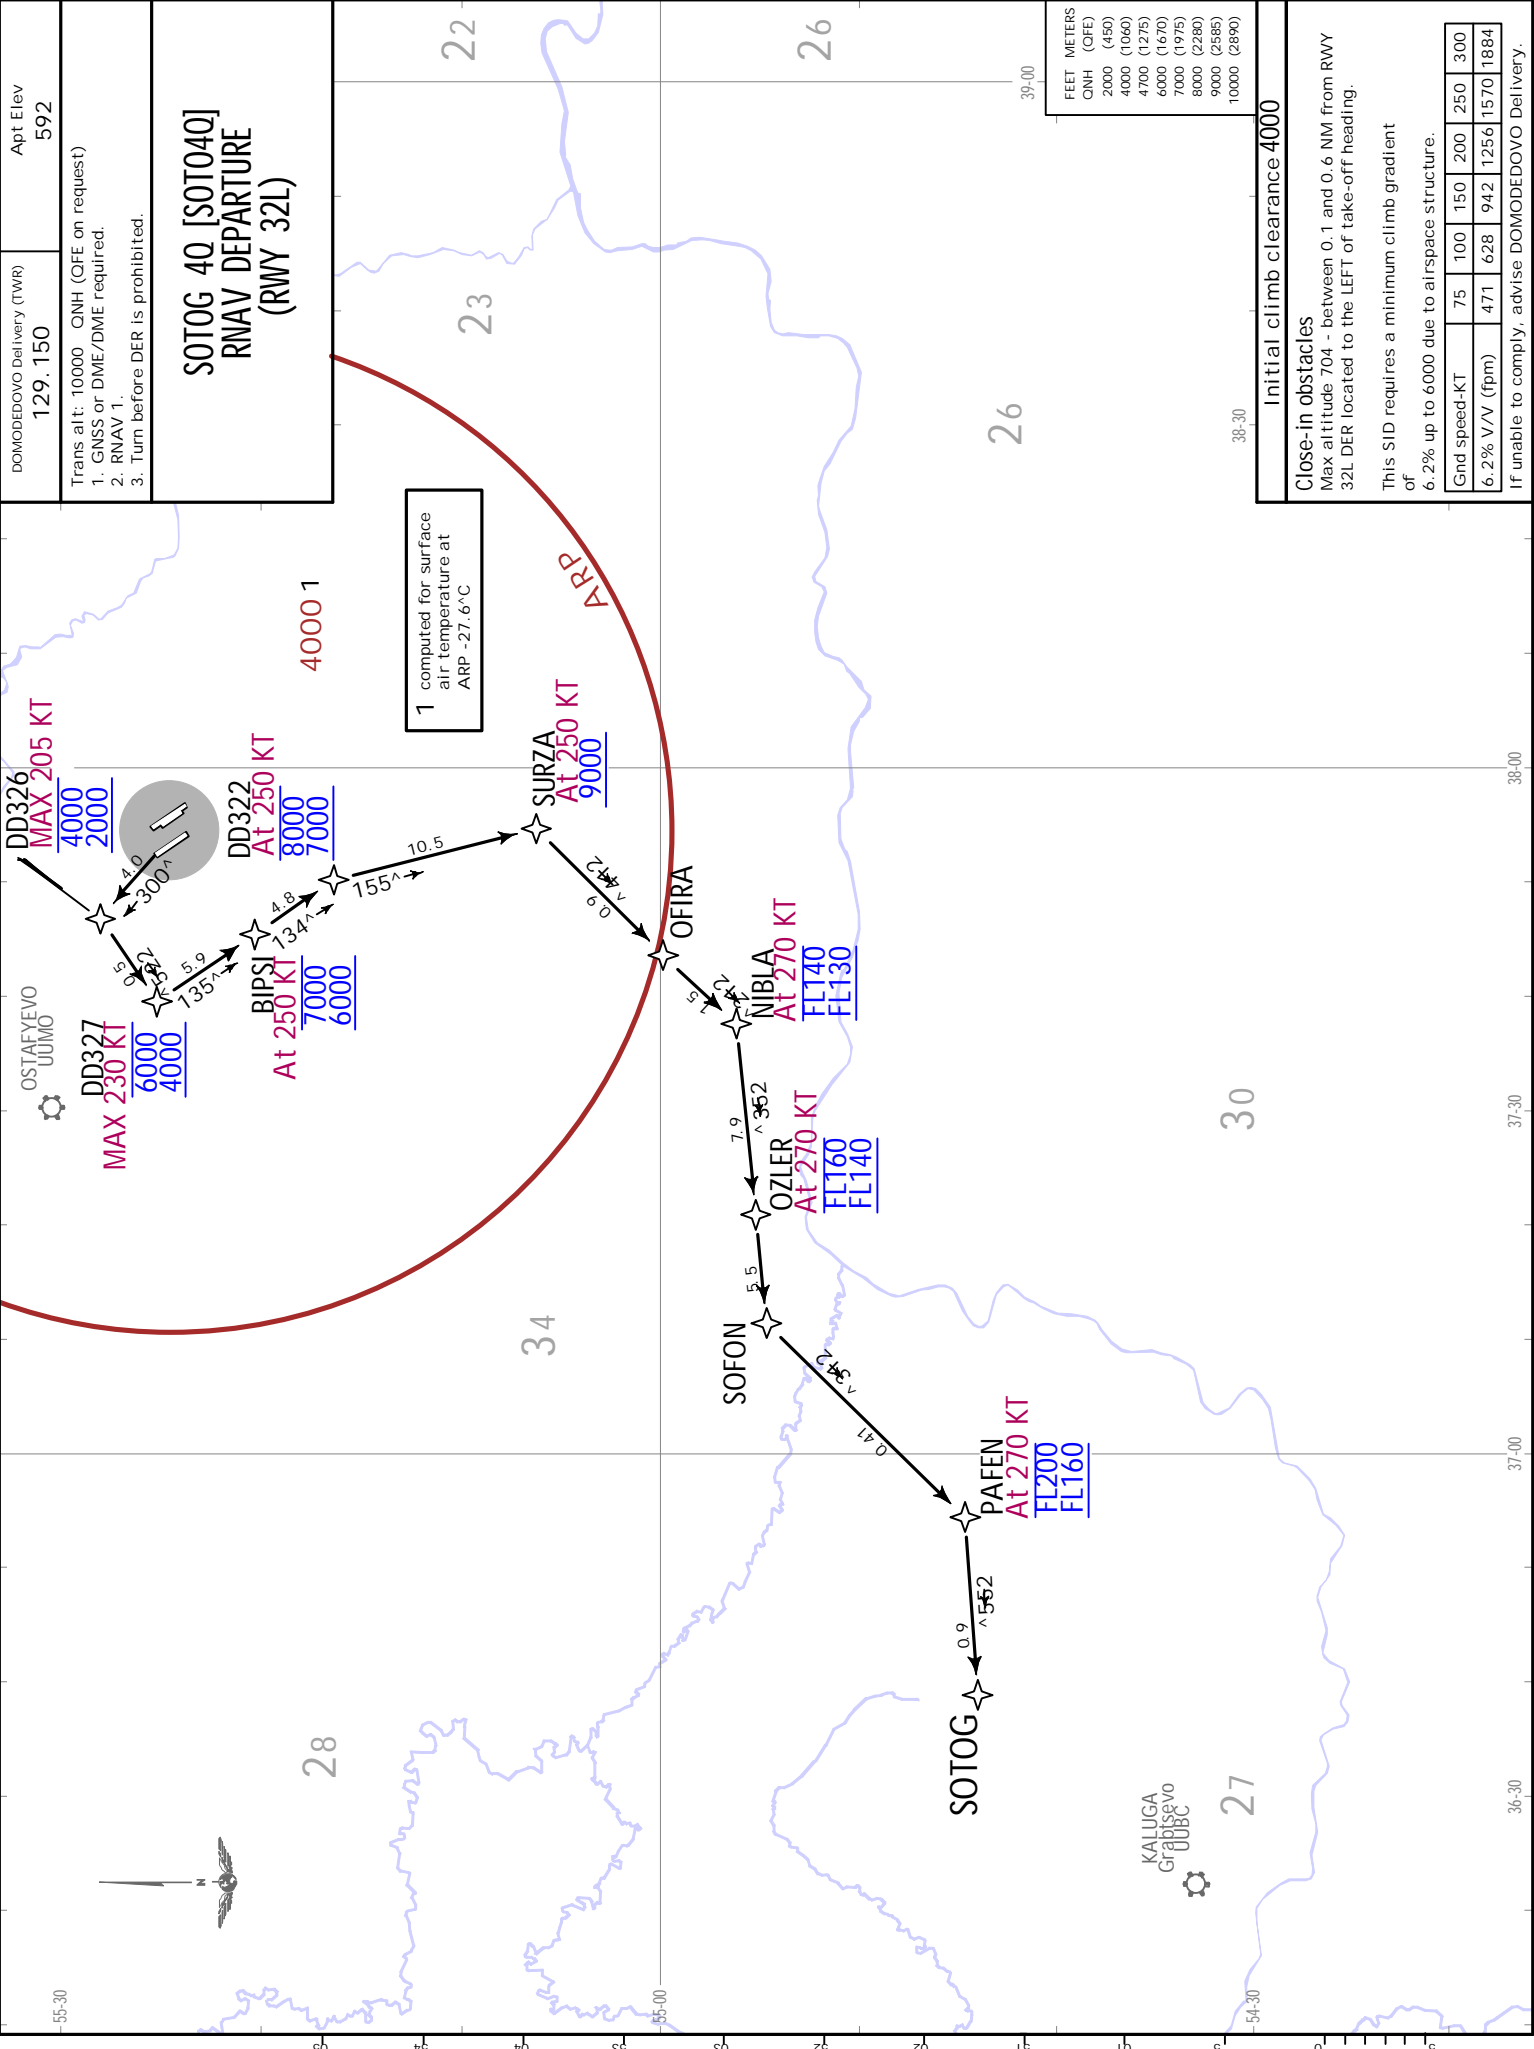 DOMODEDOVO Delivery (TWR)
129.150
Apt Elev
592
Trans alt: 10000 QNH (QFE on request)
1. GNSS or DME/DME required.
2. RNAV 1.
3. Turn before DER is prohibited.
SOTOG 4Q [SOTO4Q]
RNAV DEPARTURE
(RWY 32L)
22
23
26
26
30
34
28
27
ARP
4000 1
1 computed for surface
air temperature at
ARP -27.6^C
DD326
MAX 205 KT
4000
2000
4.0
300^
OSTAFYEVO
UUMO
DD327
MAX 230 KT
6000
4000
5.9
135^
BIPSI
At 250 KT
7000
6000
4.8
134^
DD322
At 250 KT
8000
7000
10.5
155^
SURZA
At 250 KT
9000
0.9
OFIRA
NIBLA
At 270 KT
FL140
FL130
7.9
^352
OZLER
At 270 KT
FL160
FL140
5.5
SOFON
^342
0.41
PAFEN
At 270 KT
FL200
FL160
0.9
^552
SOTOG
KALUGA
Grabtsevo
UUBC
N
55-30
55-00
54-30
39-00
38-30
38-00
37-30
37-00
36-30
FEET METERS
QNH (QFE)
2000 (450)
4000 (1060)
4700 (1275)
6000 (1670)
7000 (1975)
8000 (2280)
9000 (2585)
10000 (2890)
Initial climb clearance 4000
Close-in obstacles
Max altitude 704 - between 0.1 and 0.6 NM from RWY
32L DER located to the LEFT of take-off heading.
This SID requires a minimum climb gradient
of
6.2% up to 6000 due to airspace structure.
Gnd speed-KT 75 100 150 200 250 300
6.2% V/V (fpm) 471 628 942 1256 1570 1884
If unable to comply, advise DOMODEDOVO Delivery.